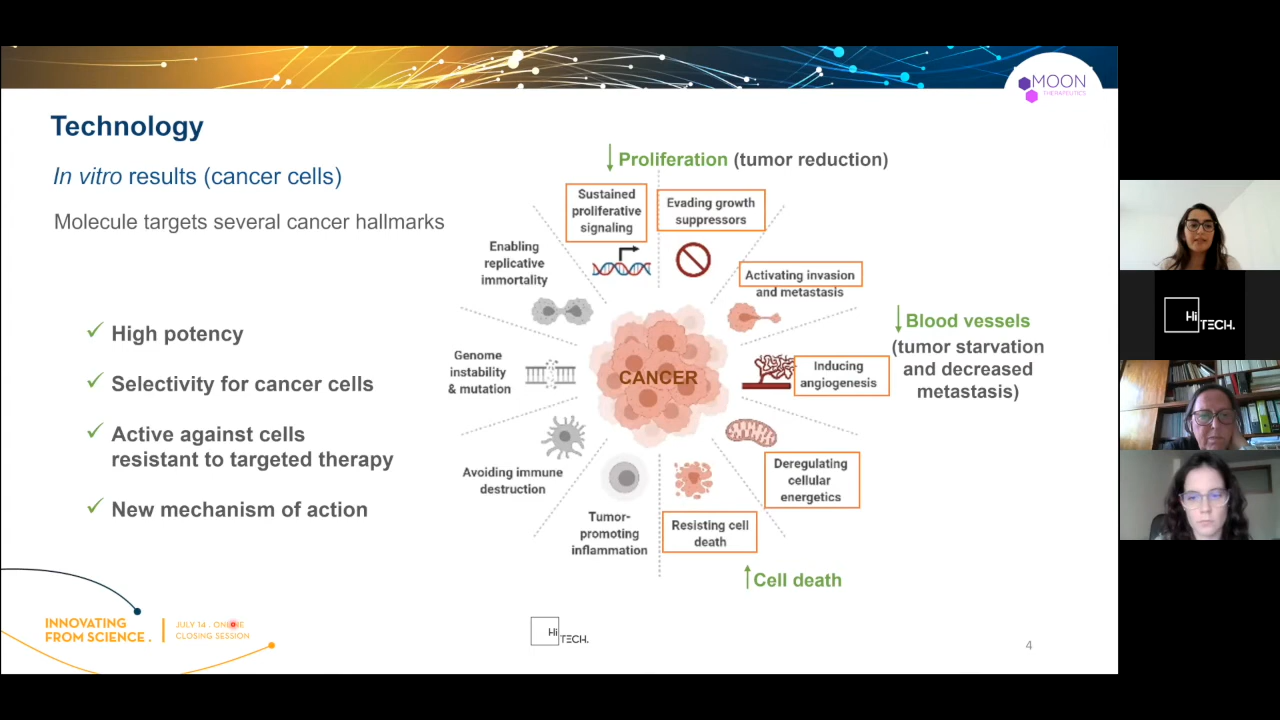 MOON
THERAPEUTICS
Technology
In vitro results (cancer cells)
Molecule targets several cancer hallmarks
High potency
Selectivity for cancer cells
Active against cells
resistant to targeted therapy
New mechanism of action
↓ Proliferation (tumor reduction)
Sustained
proliferative
signaling
Evading growth
suppressors
Enabling
replicative
immortality
Activating invasion
and metastasis
↓ Blood vessels
(tumor starvation
and decreased
metastasis)
Genome
instability
& mutation
CANCER
Inducing
angiogenesis
Avoiding immune
destruction
Deregulating
cellular
energetics
Tumor-
promoting
inflammation
Resisting cell
death
↑ Cell death
INNOVATING
FROM SCIENCE.
JULY 14 . ONLINE
CLOSING SESSION
Hi
TECH.
4
Hi
TECH.